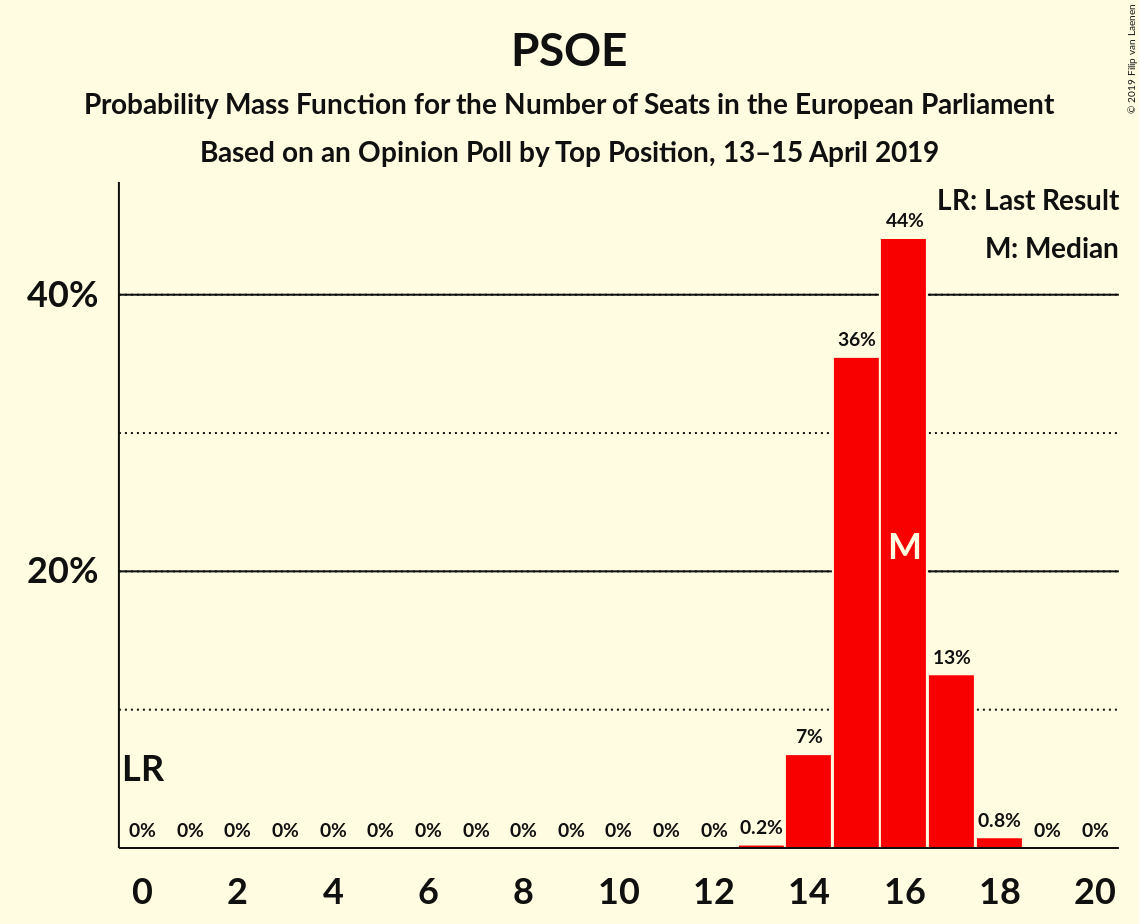 © 2019 Filip van Laenen
PSOE
Probability Mass Function for the Number of Seats in the European Parliament
Based on an Opinion Poll by Top Position, 13–15 April 2019
LR: Last Result
M: Median
40%
20%
44%
36%
M
13%
7%
LR
0% 0% 0% 0% 0% 0% 0% 0% 0% 0% 0% 0% 0% 0.2% 0.8% 0% 0%
0 2 4 6 8 10 12 14 16 18 20